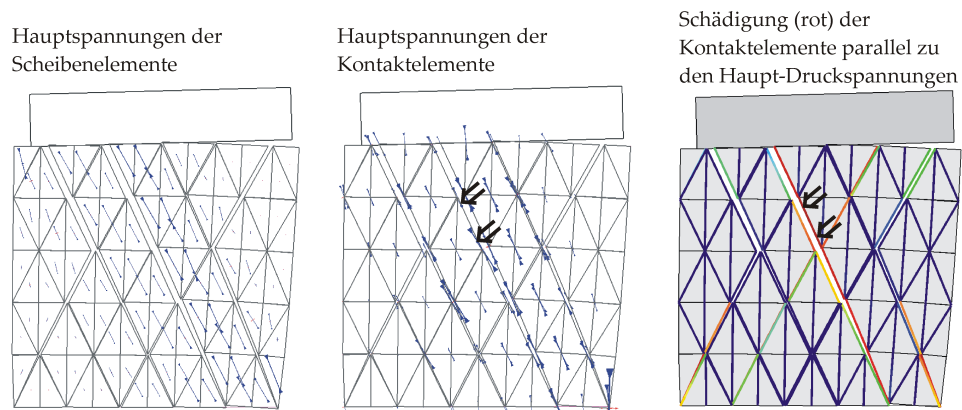 Hauptspannungen der
Scheibenelemente
Hauptspannungen der
Kontaktelemente
Schädigung (rot) der
Kontaktelemente parallel zu
den Haupt-Druckspannungen